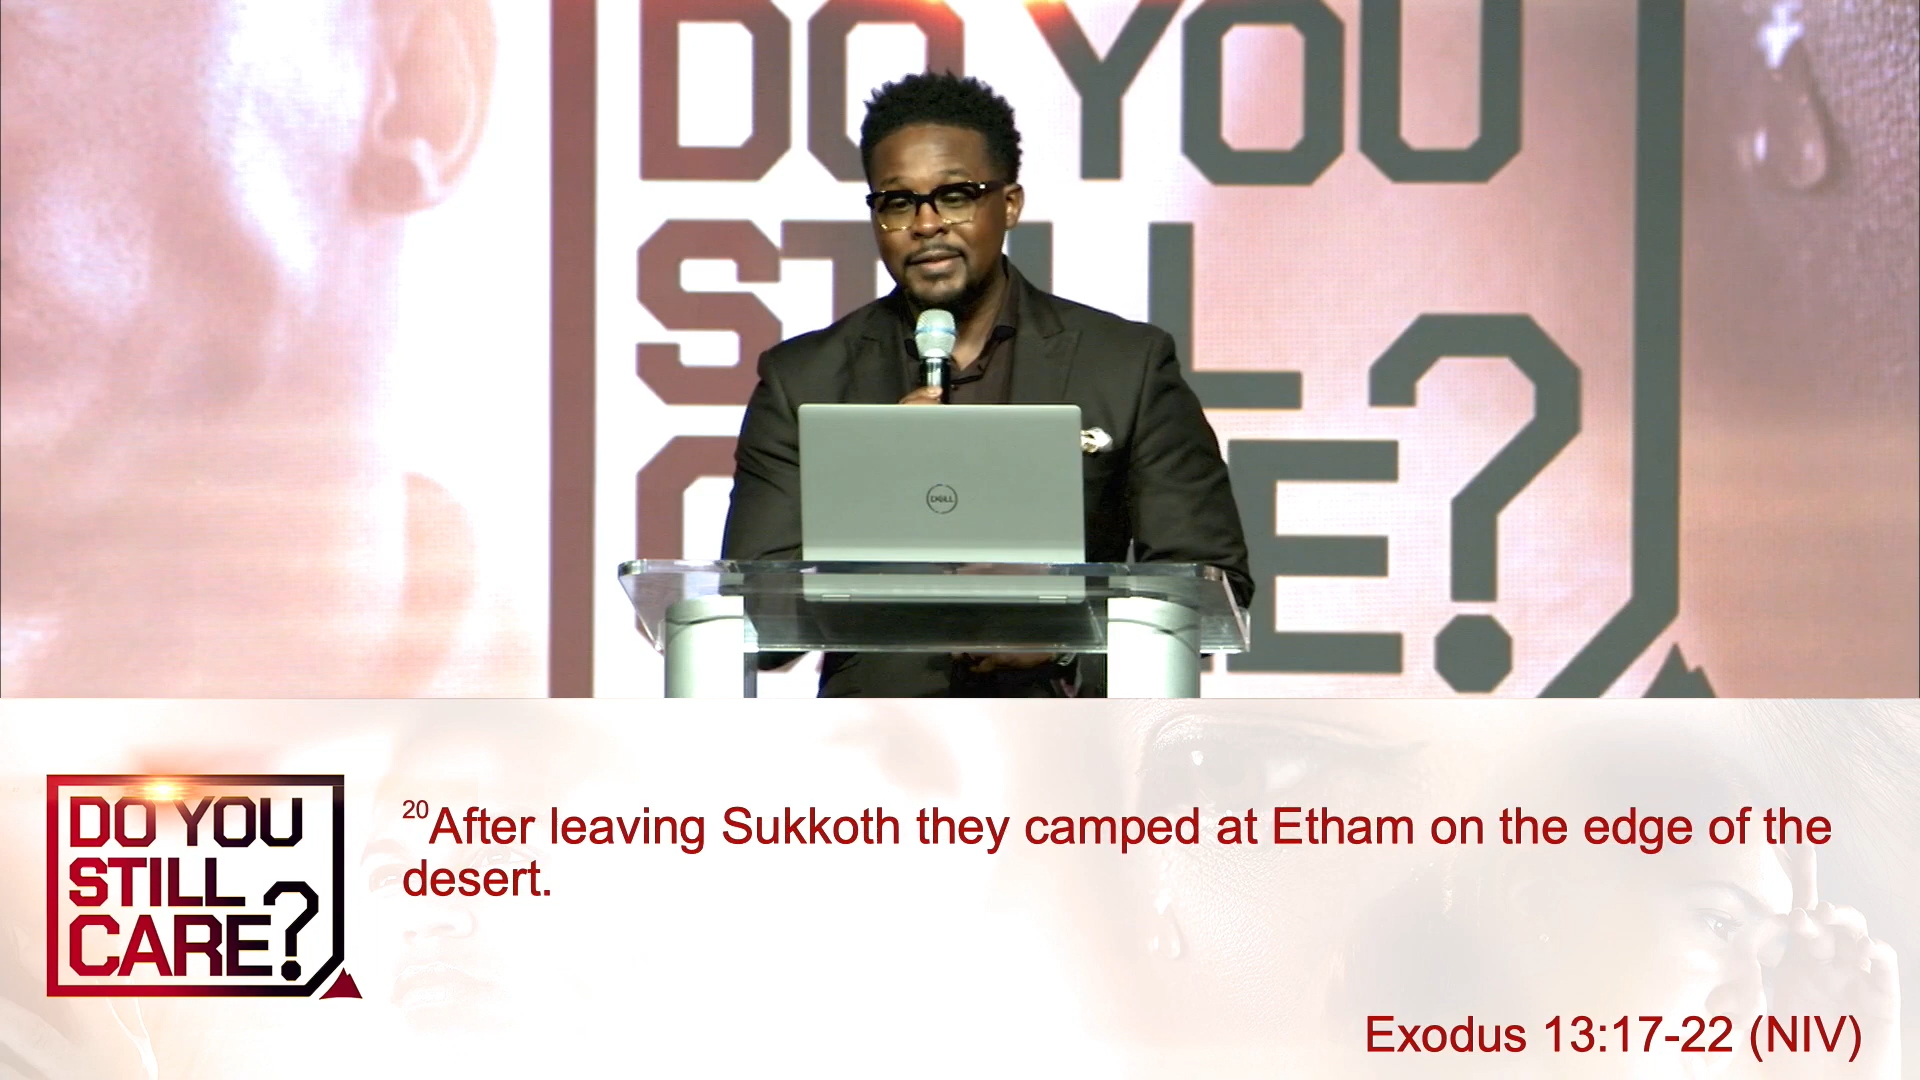 DO YOU
STILL
CARE?
DELL
DO YOU
STILL
CARE?
20After leaving Sukkoth they camped at Etham on the edge of the
desert.
Exodus 13:17-22 (NIV)